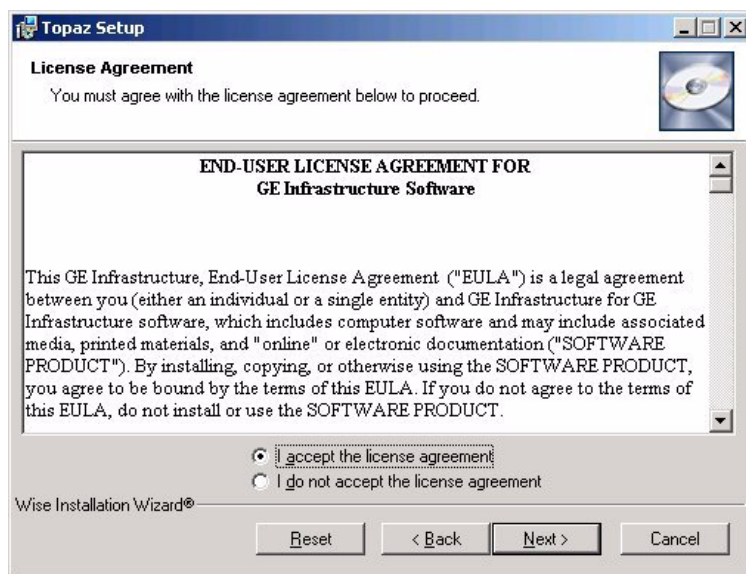 Topaz Setup
License Agreement
You must agree with the license agreement below to proceed.
END-USER LICENSE AGREEMENT FOR
GE Infrastructure Software
This GE Infrastructure, End-User License Agreement ("EULA") is a legal agreement
between you (either an individual or a single entity) and GE Infrastructure for GE
Infrastructure software, which includes computer software and may include associated
media, printed materials, and "online" or electronic documentation ("SOFTWARE
PRODUCT"). By installing, copying, or otherwise using the SOFTWARE PRODUCT,
you agree to be bound by the terms of this EULA. If you do not agree to the terms of
this EULA, do not install or use the SOFTWARE PRODUCT.
I accept the license agreement
I do not accept the license agreement
Wise Installation Wizard®
Reset
< Back
Next >
Cancel